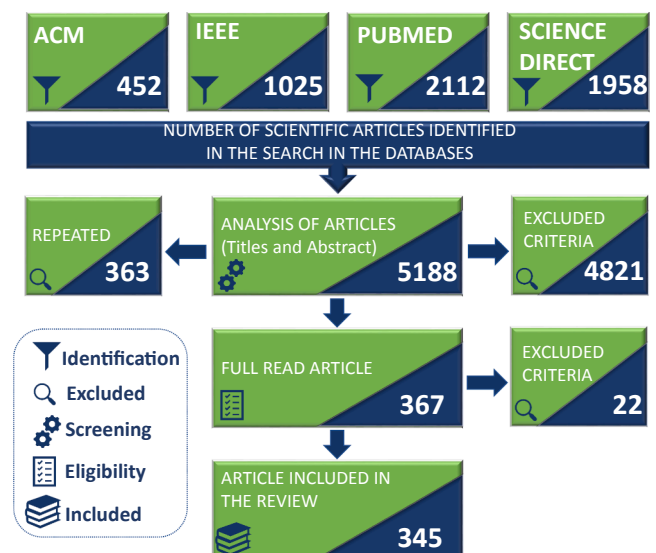 ACM
452
IEEE
1025
PUBMED
2112
SCIENCE
DIRECT
1958
NUMBER OF SCIENTIFIC ARTICLES IDENTIFIED
IN THE SEARCH IN THE DATABASES
REPEATED
363
ANALYSIS OF ARTICLES
(Titles and Abstract)
5188
EXCLUDED
CRITERIA
4821
FULL READ ARTICLE
367
EXCLUDED
CRITERIA
22
ARTICLE INCLUDED IN
THE REVIEW
345
Identification
Excluded
Screening
Eligibility
Included